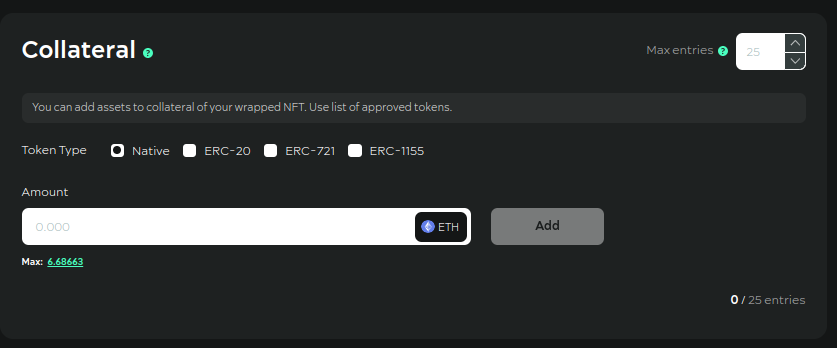 Collateral ?
Max entries ? 25
You can add assets to collateral of your wrapped NFT. Use list of approved tokens.
Token Type Native ERC-20 ERC-721 ERC-1155
Amount
0.000 ETH Add
Max: 6.68663
0 / 25 entries